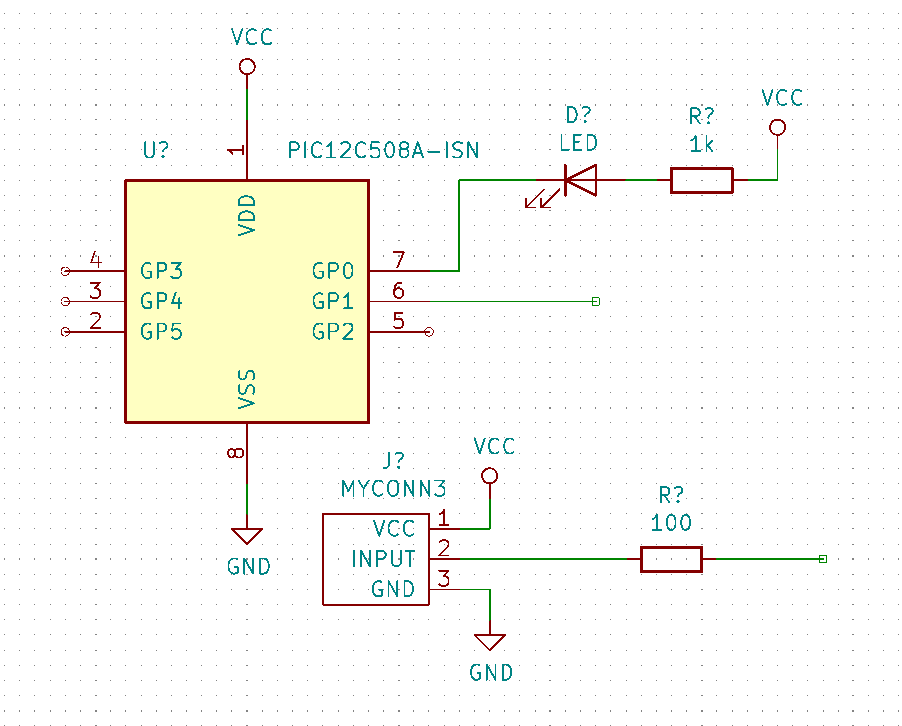 VCC
U?
PIC12C508A-ISN
1
VDD
4
GP3
3
GP4
2
GP5
GP0
7
GP1
6
GP2
5
VSS
8
GND
D?
LED
R?
1k
VCC
J?
MYCONN3
VCC
1
INPUT
2
GND
3
VCC
GND
R?
100